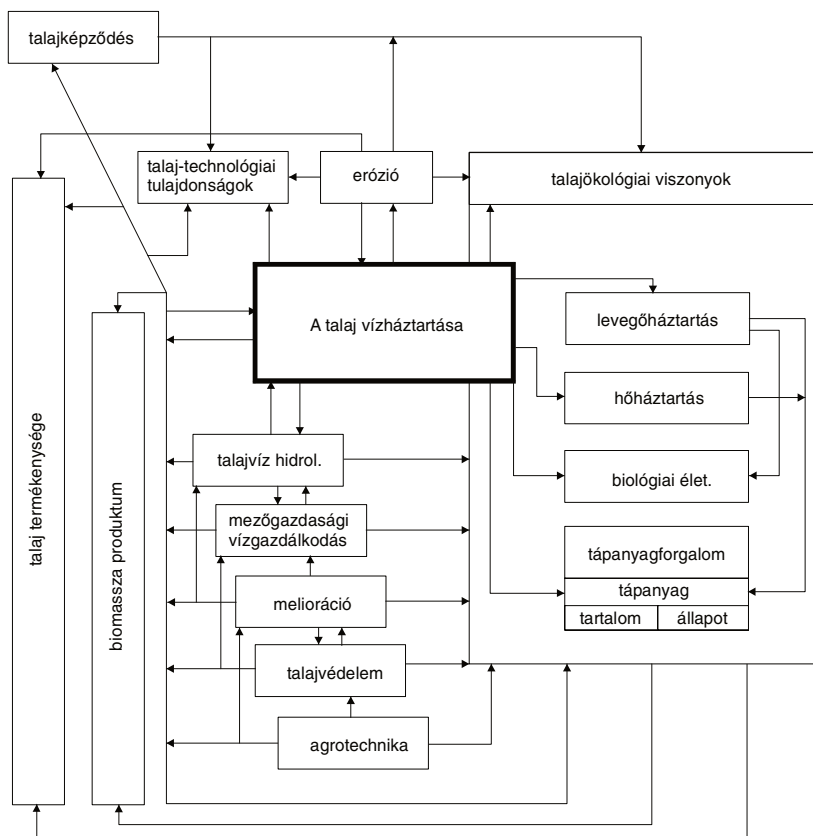 talajképződés
talaj-technológiai
tulajdonságok
erózió
talajökológiai viszonyok
A talaj vízháztartása
levegőháztartás
hőháztartás
talajvíz hidrol.
biológiai élet.
mezőgazdasági
vízgazdálkodás
tápanyagforgalom
tápanyag
tartalom
állapot
melioráció
talajvédelem
agrotechnika
talaj termékenysége
biomassza produktum